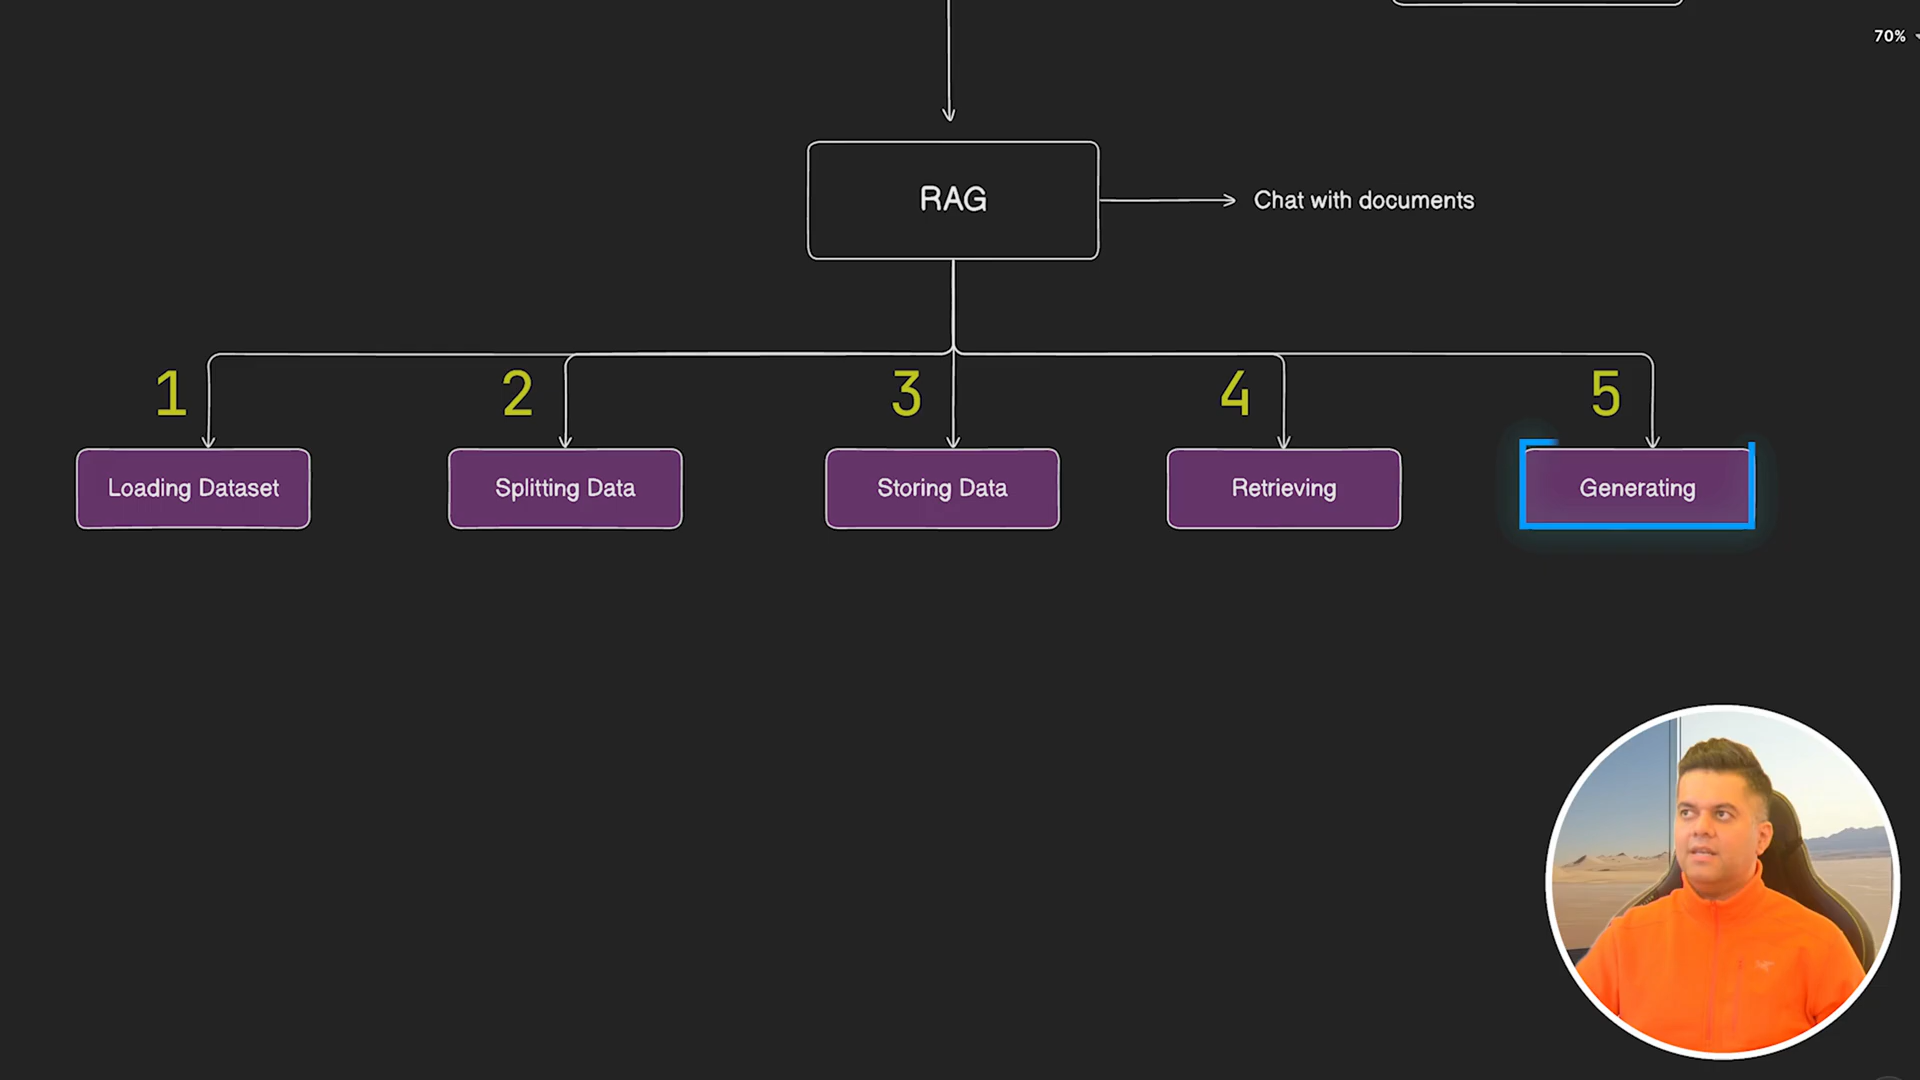 70%
RAG
Chat with documents
1
2
3
4
5
Loading Dataset
Splitting Data
Storing Data
Retrieving
Generating